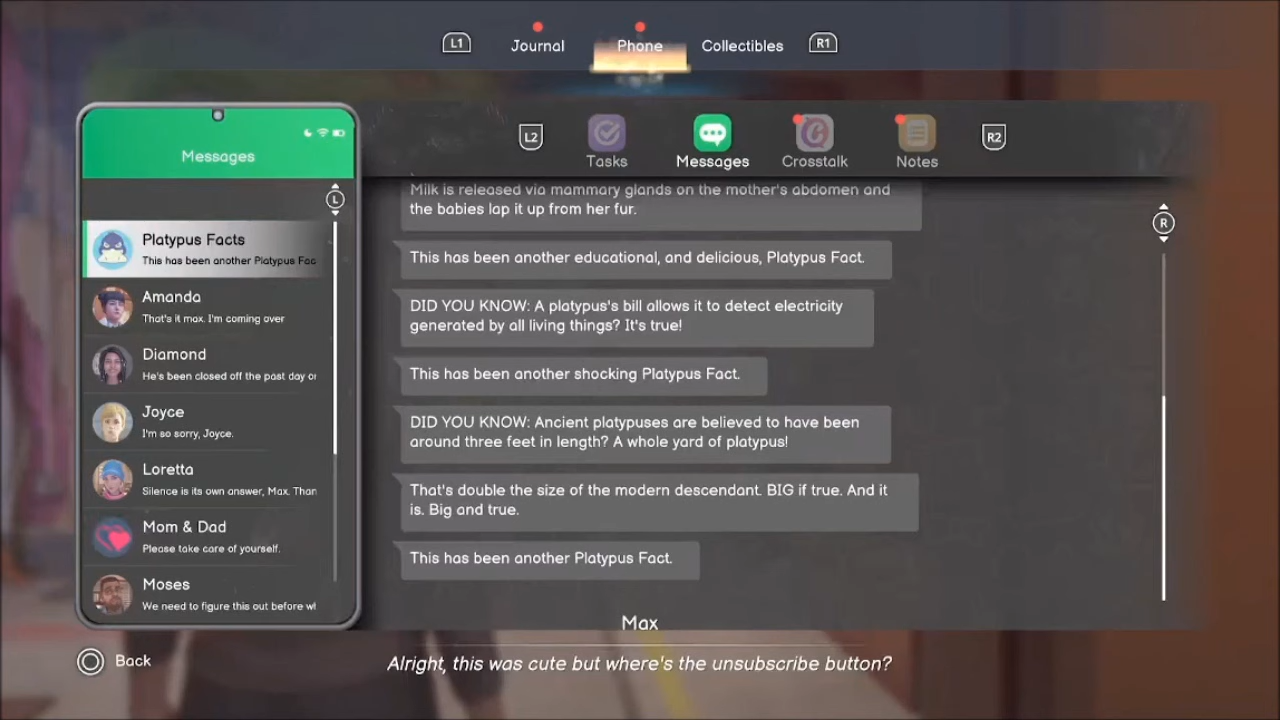 L1
Journal
Phone
Collectibles
R1
Messages
L
Platypus Facts
This has been another Platypus Fac
Amanda
That's it max. I'm coming over
Diamond
He's been closed off the past day or
Joyce
I'm so sorry, Joyce.
Loretta
Silence is its own answer, Max. Than
Mom & Dad
Please take care of yourself.
Moses
We need to figure this out before wh
L2
Tasks
Messages
Crosstalk
Notes
R2
Milk is released via mammary glands on the mother's abdomen and
the babies lap it up from her fur.
This has been another educational, and delicious, Platypus Fact.
DID YOU KNOW: A platypus's bill allows it to detect electricity
generated by all living things? It's true!
This has been another shocking Platypus Fact.
DID YOU KNOW: Ancient platypuses are believed to have been
around three feet in length? A whole yard of platypus!
That's double the size of the modern descendant. BIG if true. And it
is. Big and true.
This has been another Platypus Fact.
R
Max
Alright, this was cute but where's the unsubscribe button?
Back